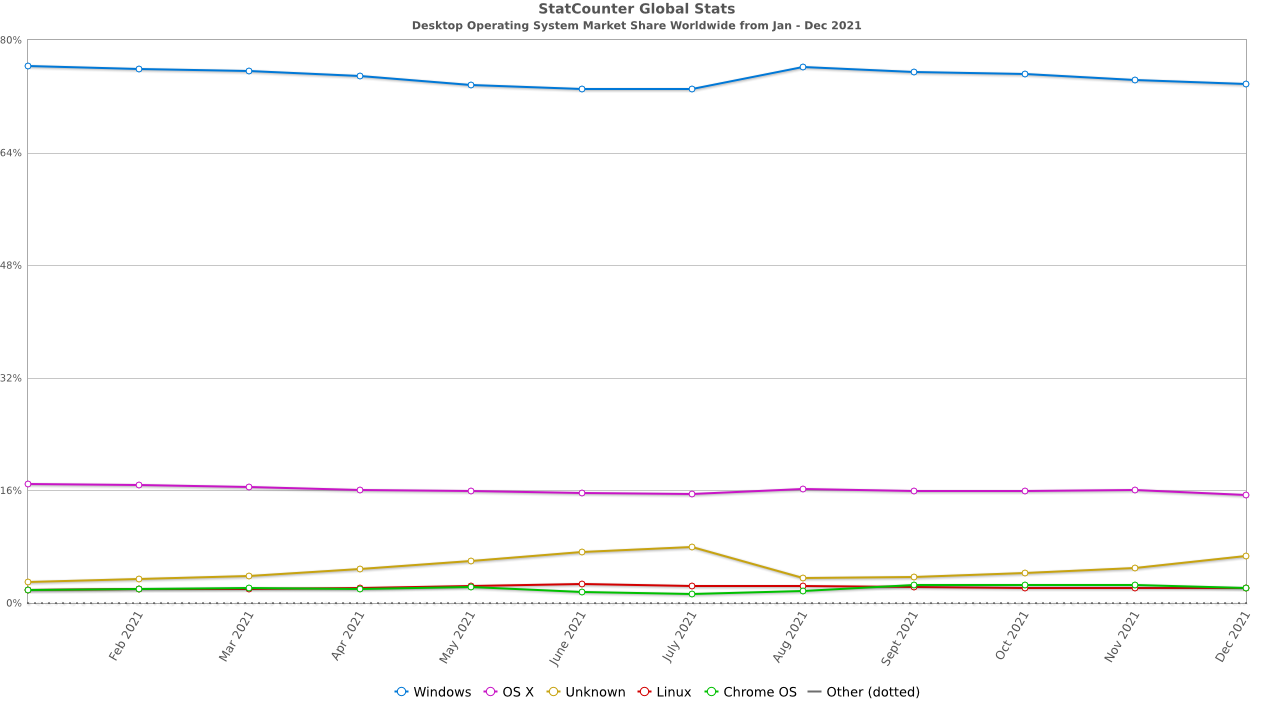 StatCounter Global Stats
Desktop Operating System Market Share Worldwide from Jan - Dec 2021
80%
64%
48%
32%
16%
0%
Feb 2021
Mar 2021
Apr 2021
May 2021
June 2021
July 2021
Aug 2021
Sept 2021
Oct 2021
Nov 2021
Dec 2021
Windows OS X Unknown Linux Chrome OS Other (dotted)